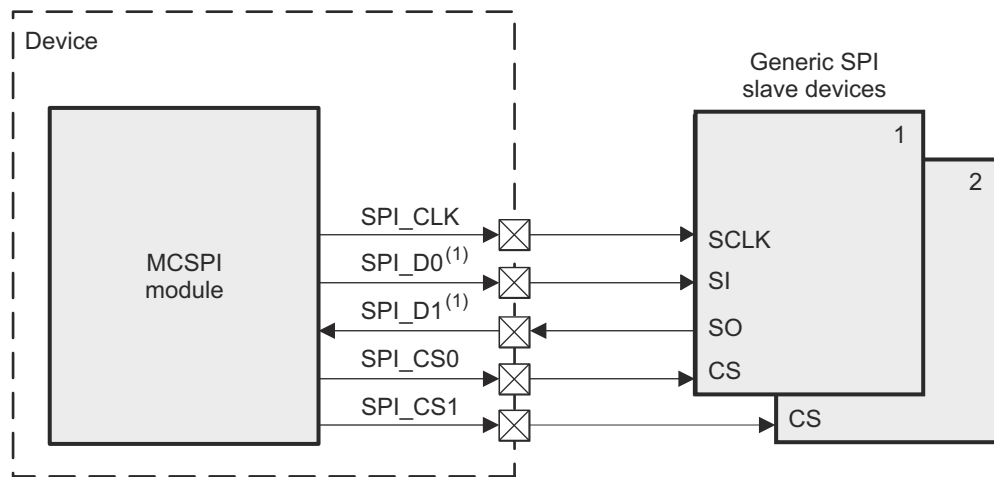 Device
Generic SPI
slave devices
1
2
MCSPI
module
SPI_CLK
SPI_D0(1)
SPI_D1(1)
SPI_CS0
SPI_CS1
SCLK
SI
SO
CS
CS